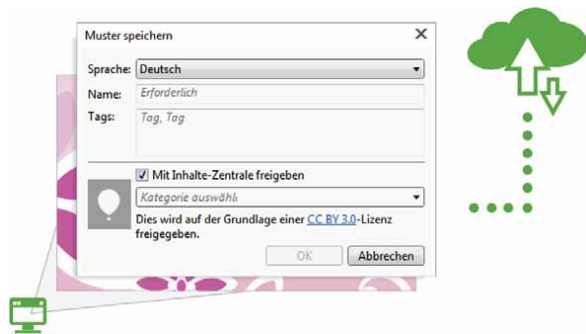 Muster speichern
Sprache: Deutsch
Name: Erforderlich
Tags: Tag, Tag
Mit Inhalte-Zentrale freigeben
Kategorie auswähl
Dies wird auf der Grundlage einer CC BY 3.0-Lizenz
freigegeben.
OK Abbrechen